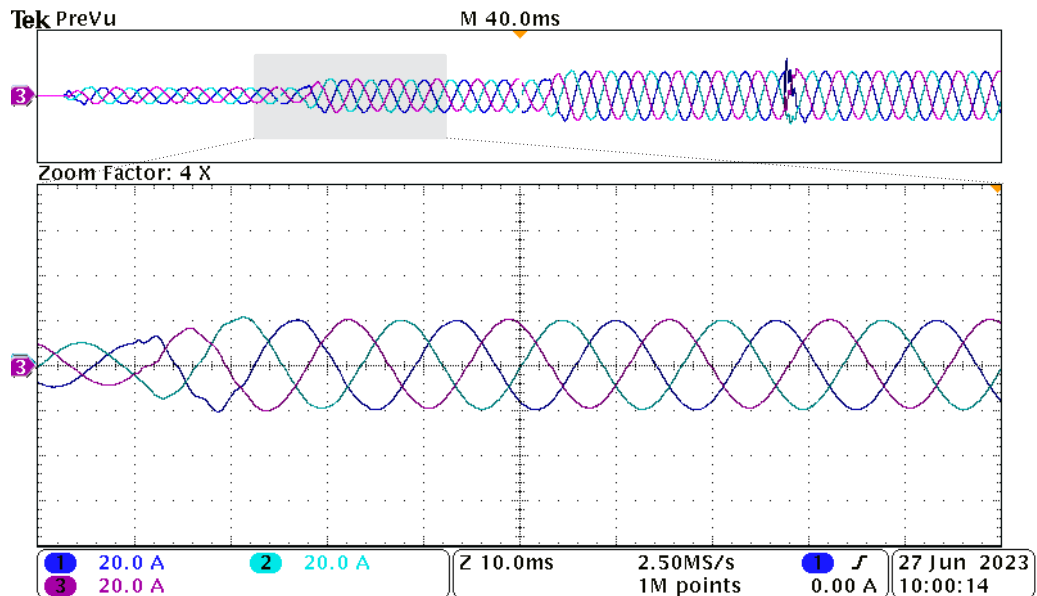 Tek PreVu M 40.0ms
3
Zoom Factor: 4 X
3
1 20.0 A 2 20.0 A Z 10.0ms 2.50MS/s 1 27 Jun 2023
3 20.0 A 1M points 0.00 A 10:00:14